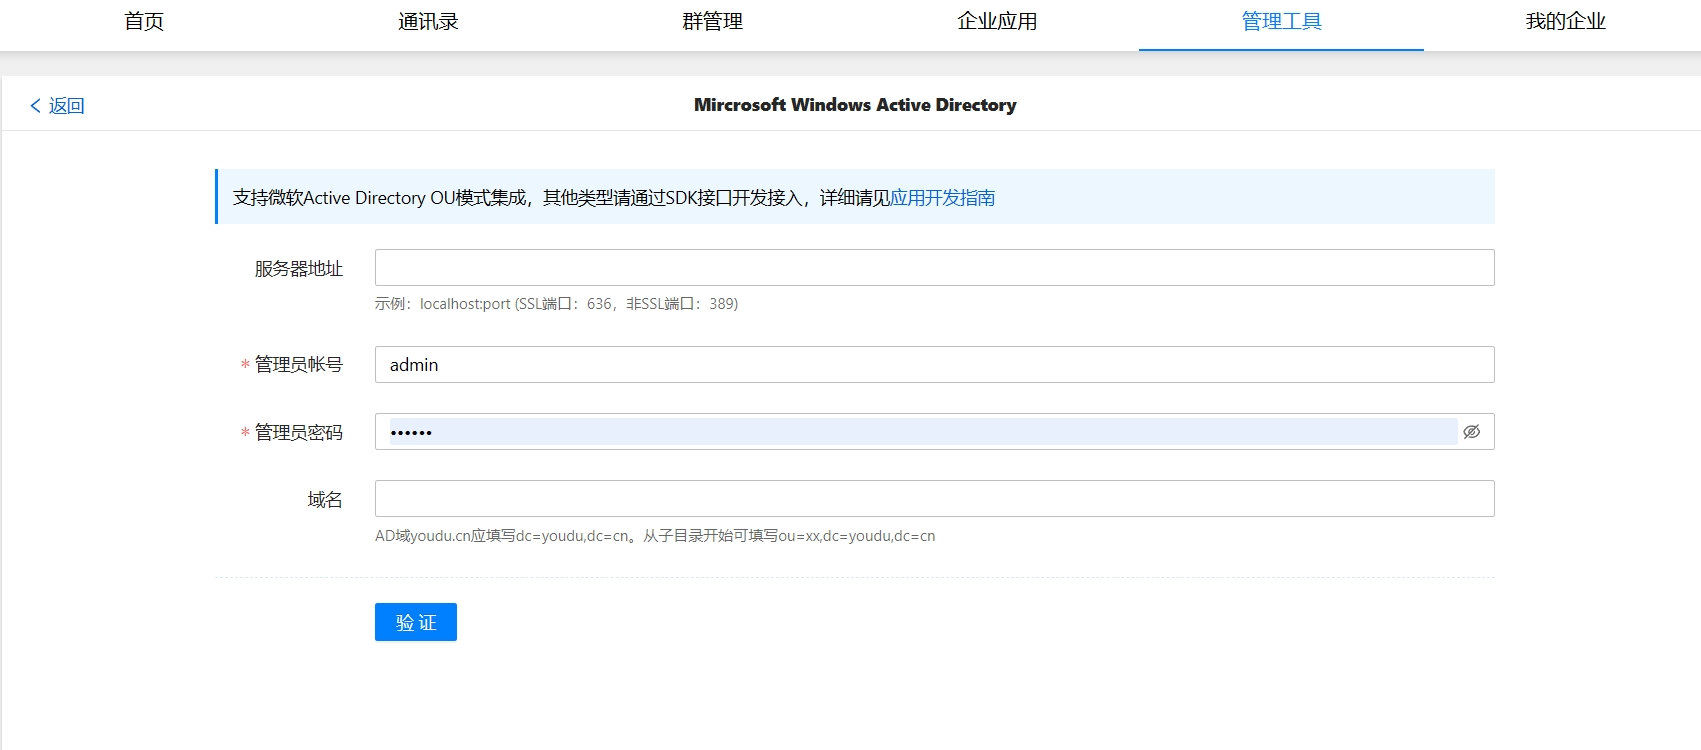 首页 通讯录 群管理 企业应用 管理工具 我的企业
返回 Mircrosoft Windows Active Directory
支持微软Active Directory OU模式集成，其他类型请通过SDK接口开发接入，详细请见应用开发指南
服务器地址
示例：localhost:port (SSL端口：636，非SSL端口：389)
* 管理员帐号 admin
* 管理员密码 ••••••
域名
AD域youdu.cn应填写dc=youdu,dc=cn。从子目录开始可填写ou=xx,dc=youdu,dc=cn
验 证